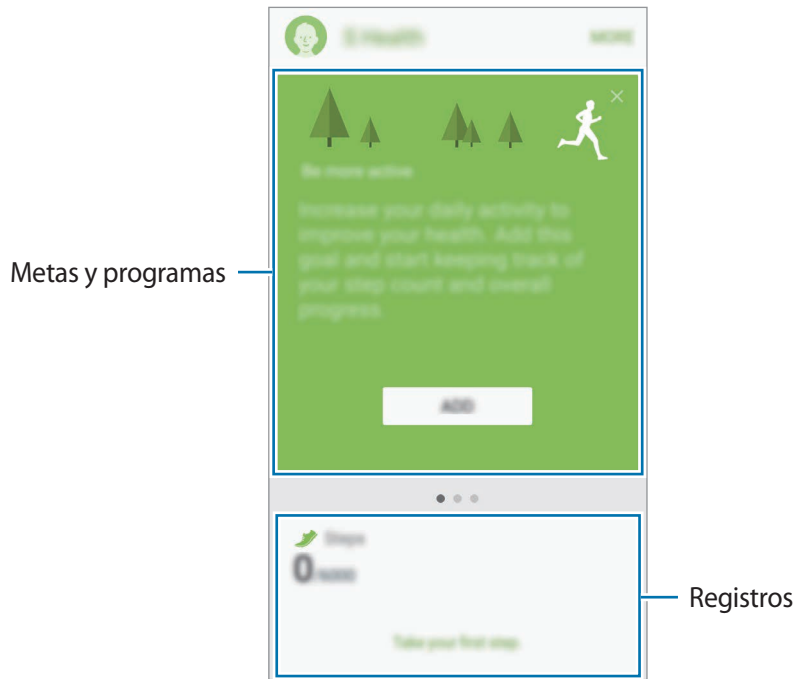 S Health
MORE
Be more active
Increase your daily activity to
improve your health. Add this
goal and start keeping track of
your step count and overall
progress.
ADD
Metas y programas
Steps
0 /6000
Take your first step.
Registros